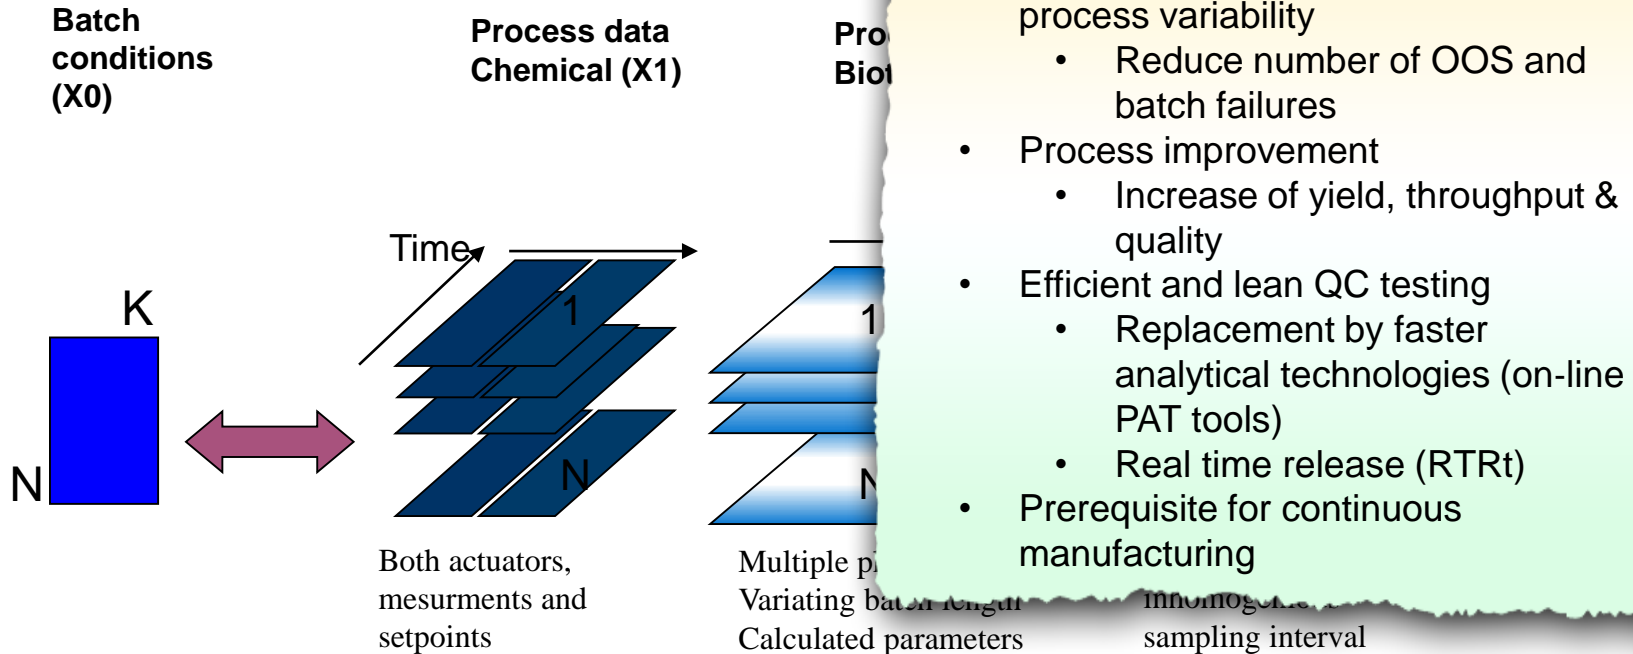 Batch
conditions
(X0)
Process data
Chemical (X1)
process variability
• Reduce number of OOS and
batch failures
• Process improvement
• Increase of yield, throughput &
quality
• Efficient and lean QC testing
• Replacement by faster
analytical technologies (on-line
PAT tools)
• Real time release (RTRt)
• Prerequisite for continuous
manufacturing
Time
K
N
1
N
1
N
Both actuators,
mesurments and
setpoints
Multiple
Variating batch length
Calculated parameters
sampling interval